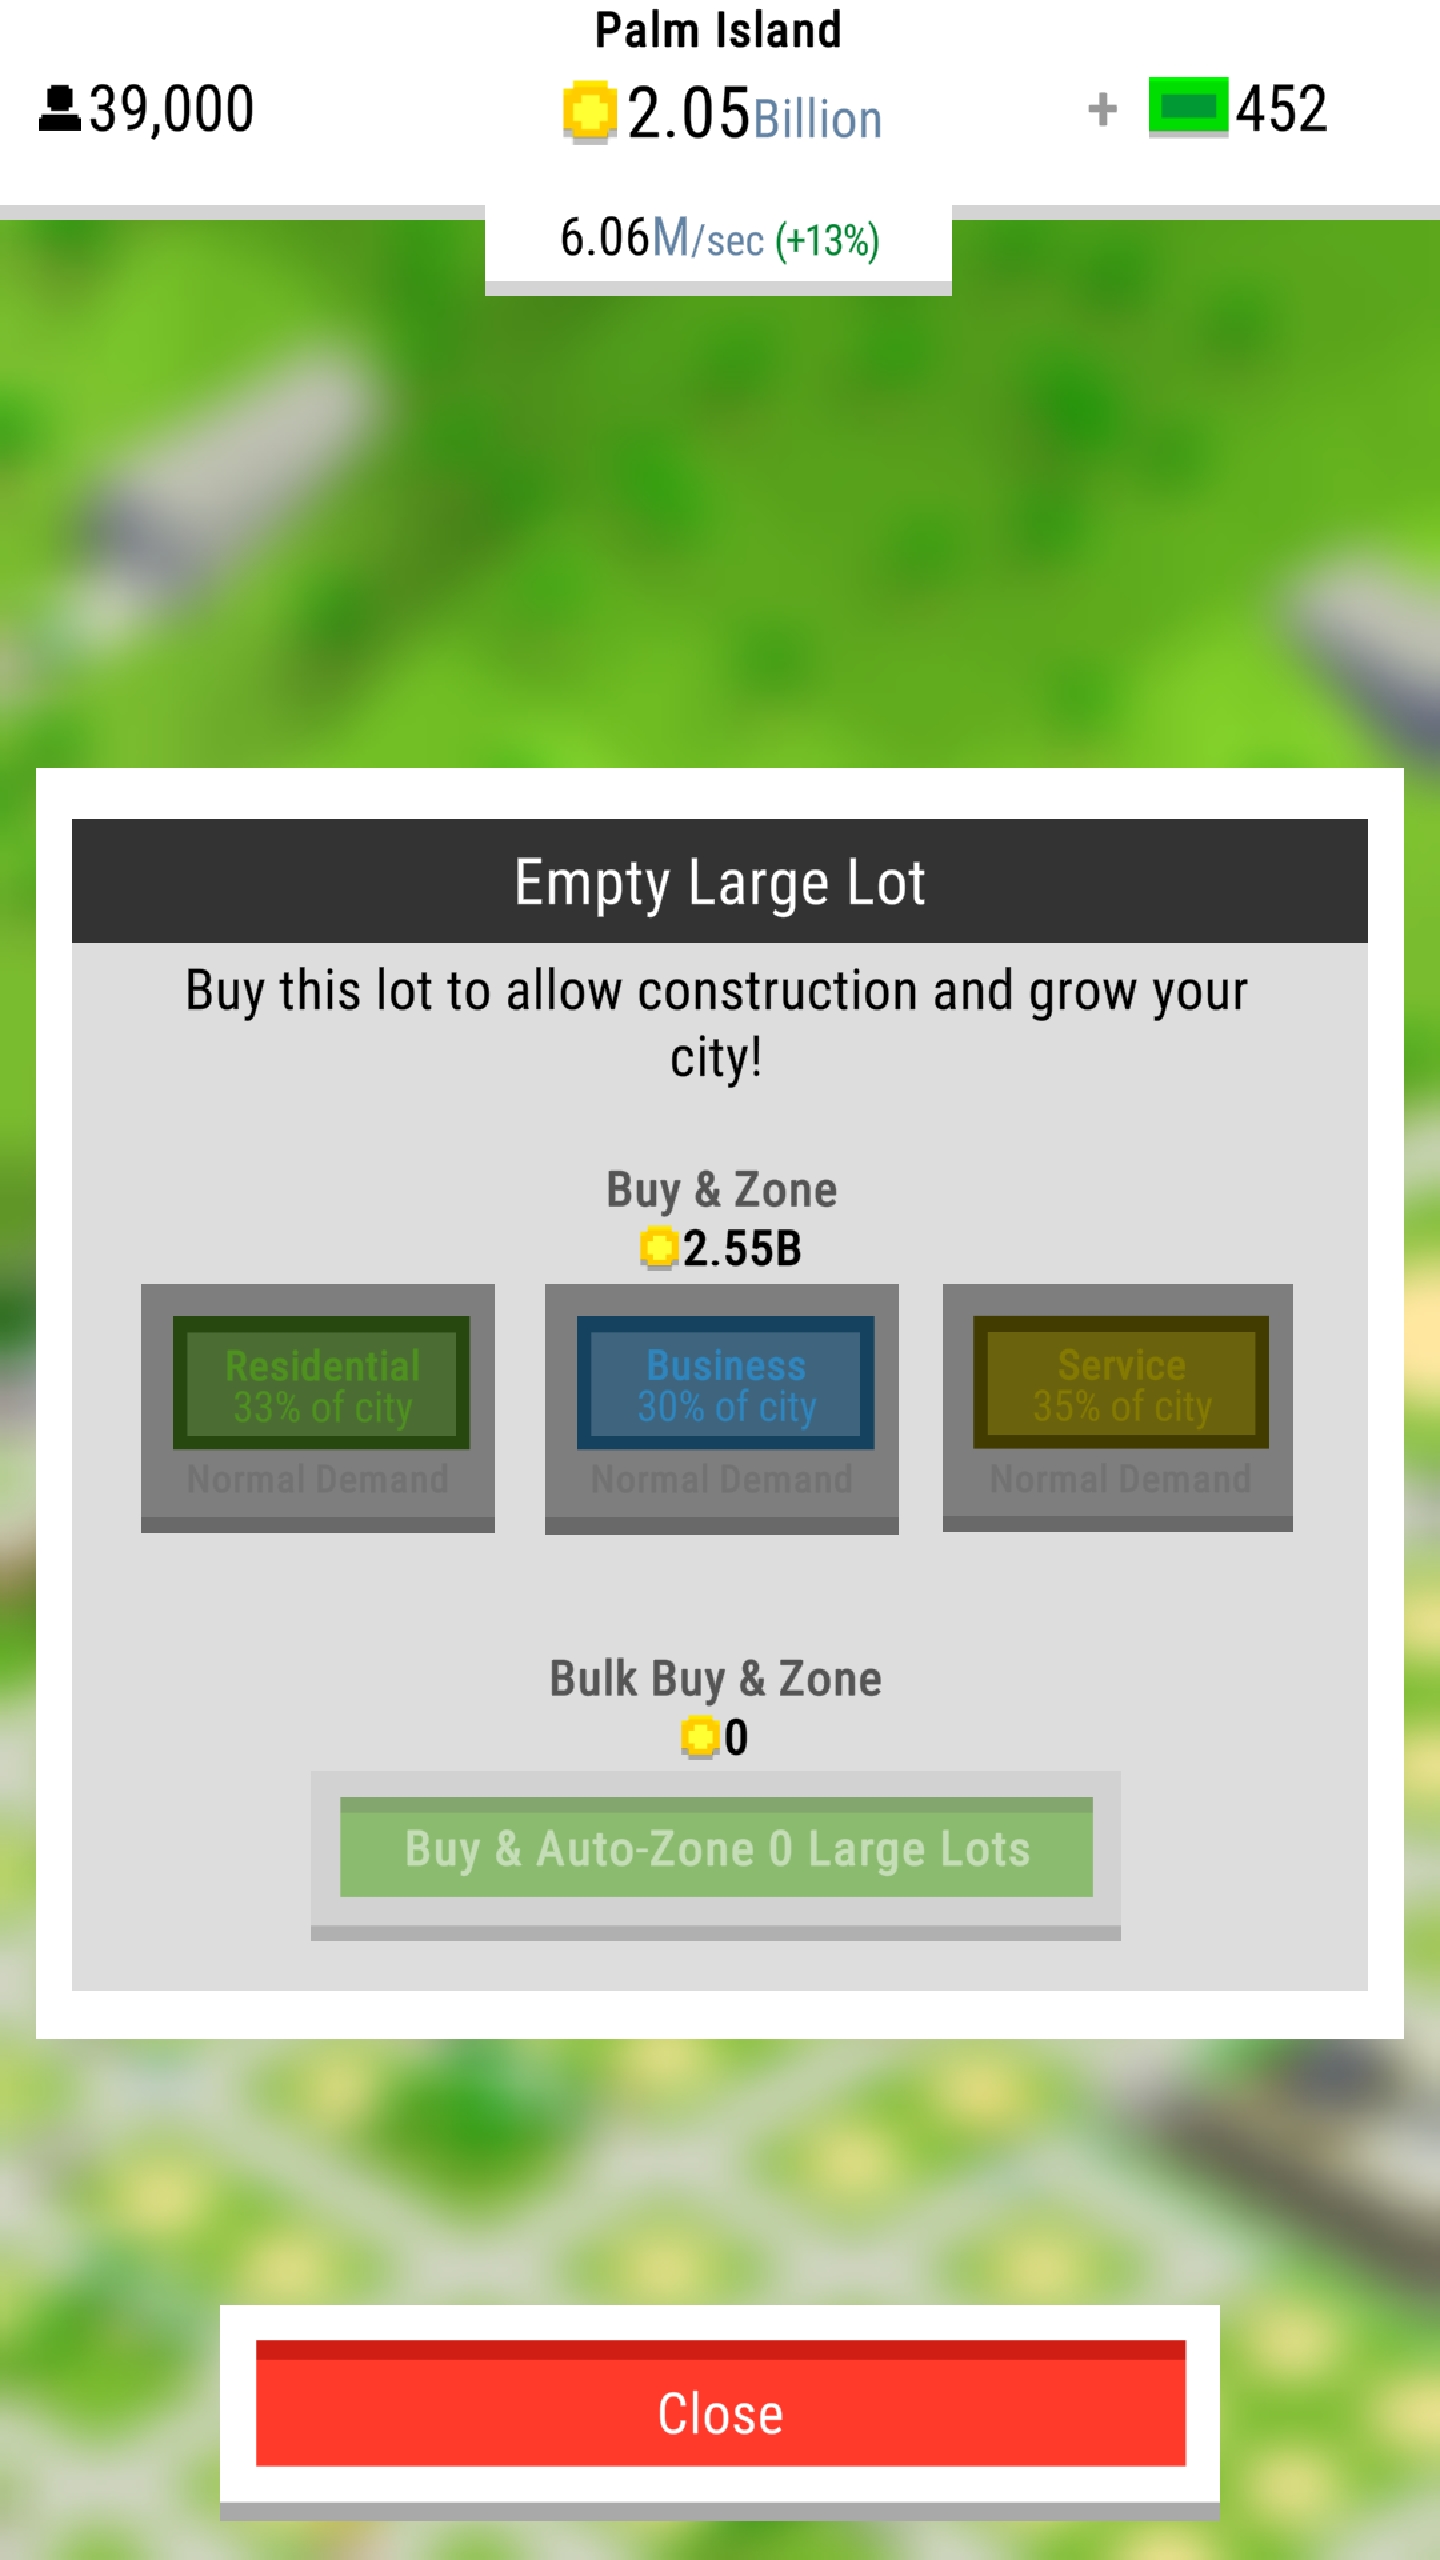 Palm Island
39,000
2.05Billion
+ 452
6.06M/sec (+13%)
Empty Large Lot
Buy this lot to allow construction and grow your
city!
Buy & Zone
2.55B
Residential
33% of city
Normal Demand
Business
30% of city
Normal Demand
Service
35% of city
Normal Demand
Bulk Buy & Zone
0
Buy & Auto-Zone 0 Large Lots
Close